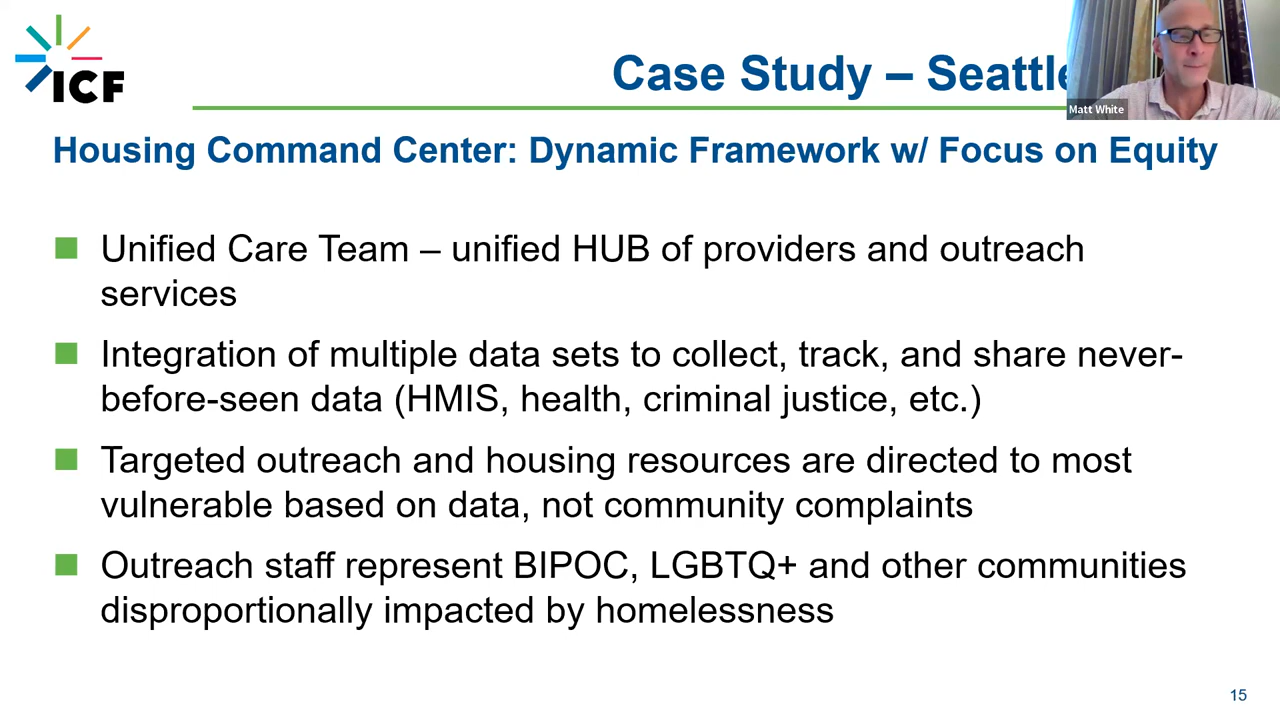 ICF
Case Study – Seattle
Matt White
Housing Command Center: Dynamic Framework w/ Focus on Equity
Unified Care Team – unified HUB of providers and outreach
services
Integration of multiple data sets to collect, track, and share never-
before-seen data (HMIS, health, criminal justice, etc.)
Targeted outreach and housing resources are directed to most
vulnerable based on data, not community complaints
Outreach staff represent BIPOC, LGBTQ+ and other communities
disproportionally impacted by homelessness
15